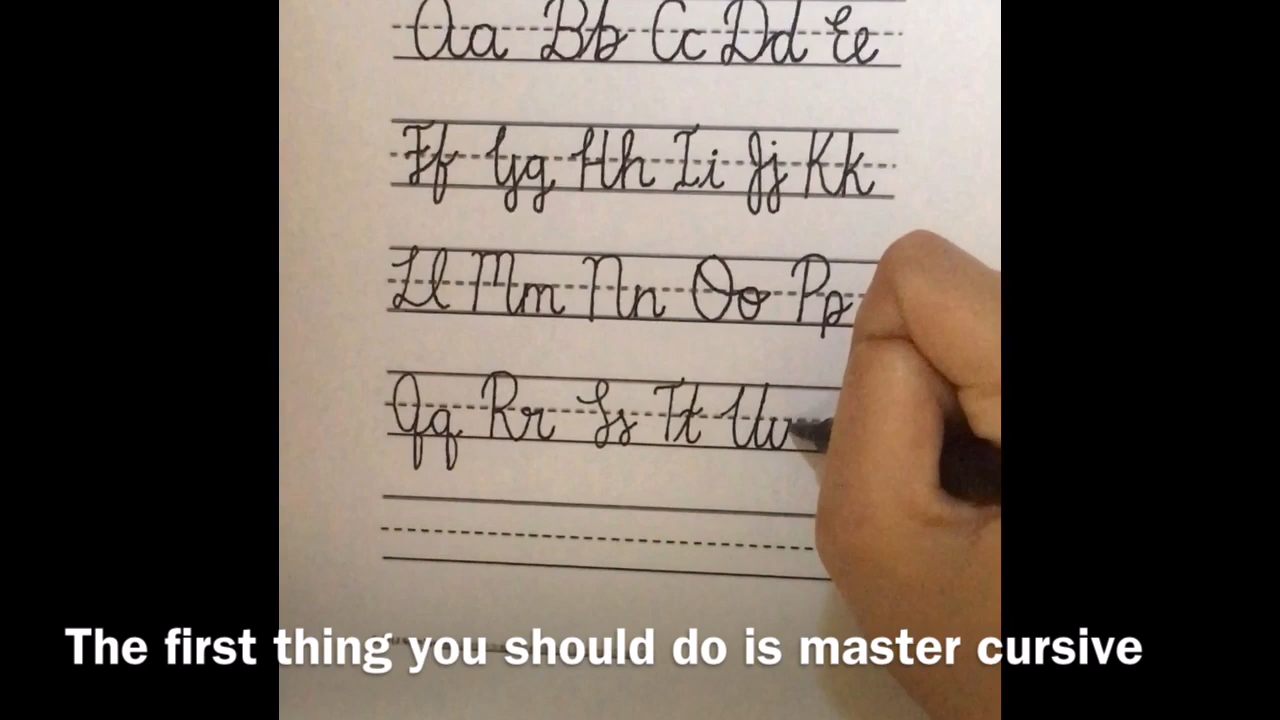 Aa Bb Cc Dd Ee
Ff Gg Hh Ii Jj Kk
Ll Mm Nn Oo Pp
Qq Rr Ss Tt Uu
The first thing you should do is master cursive